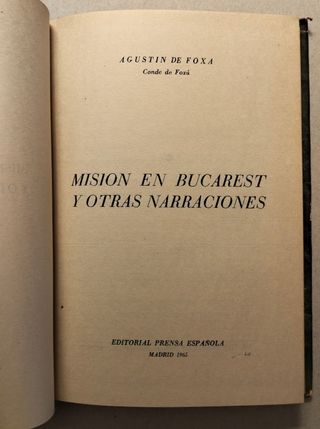 AGUSTIN DE FOXA
Conde de Foxá
MISION EN BUCAREST
Y OTRAS NARRACIONES
EDITORIAL PRENSA ESPAÑOLA
MADRID 1965